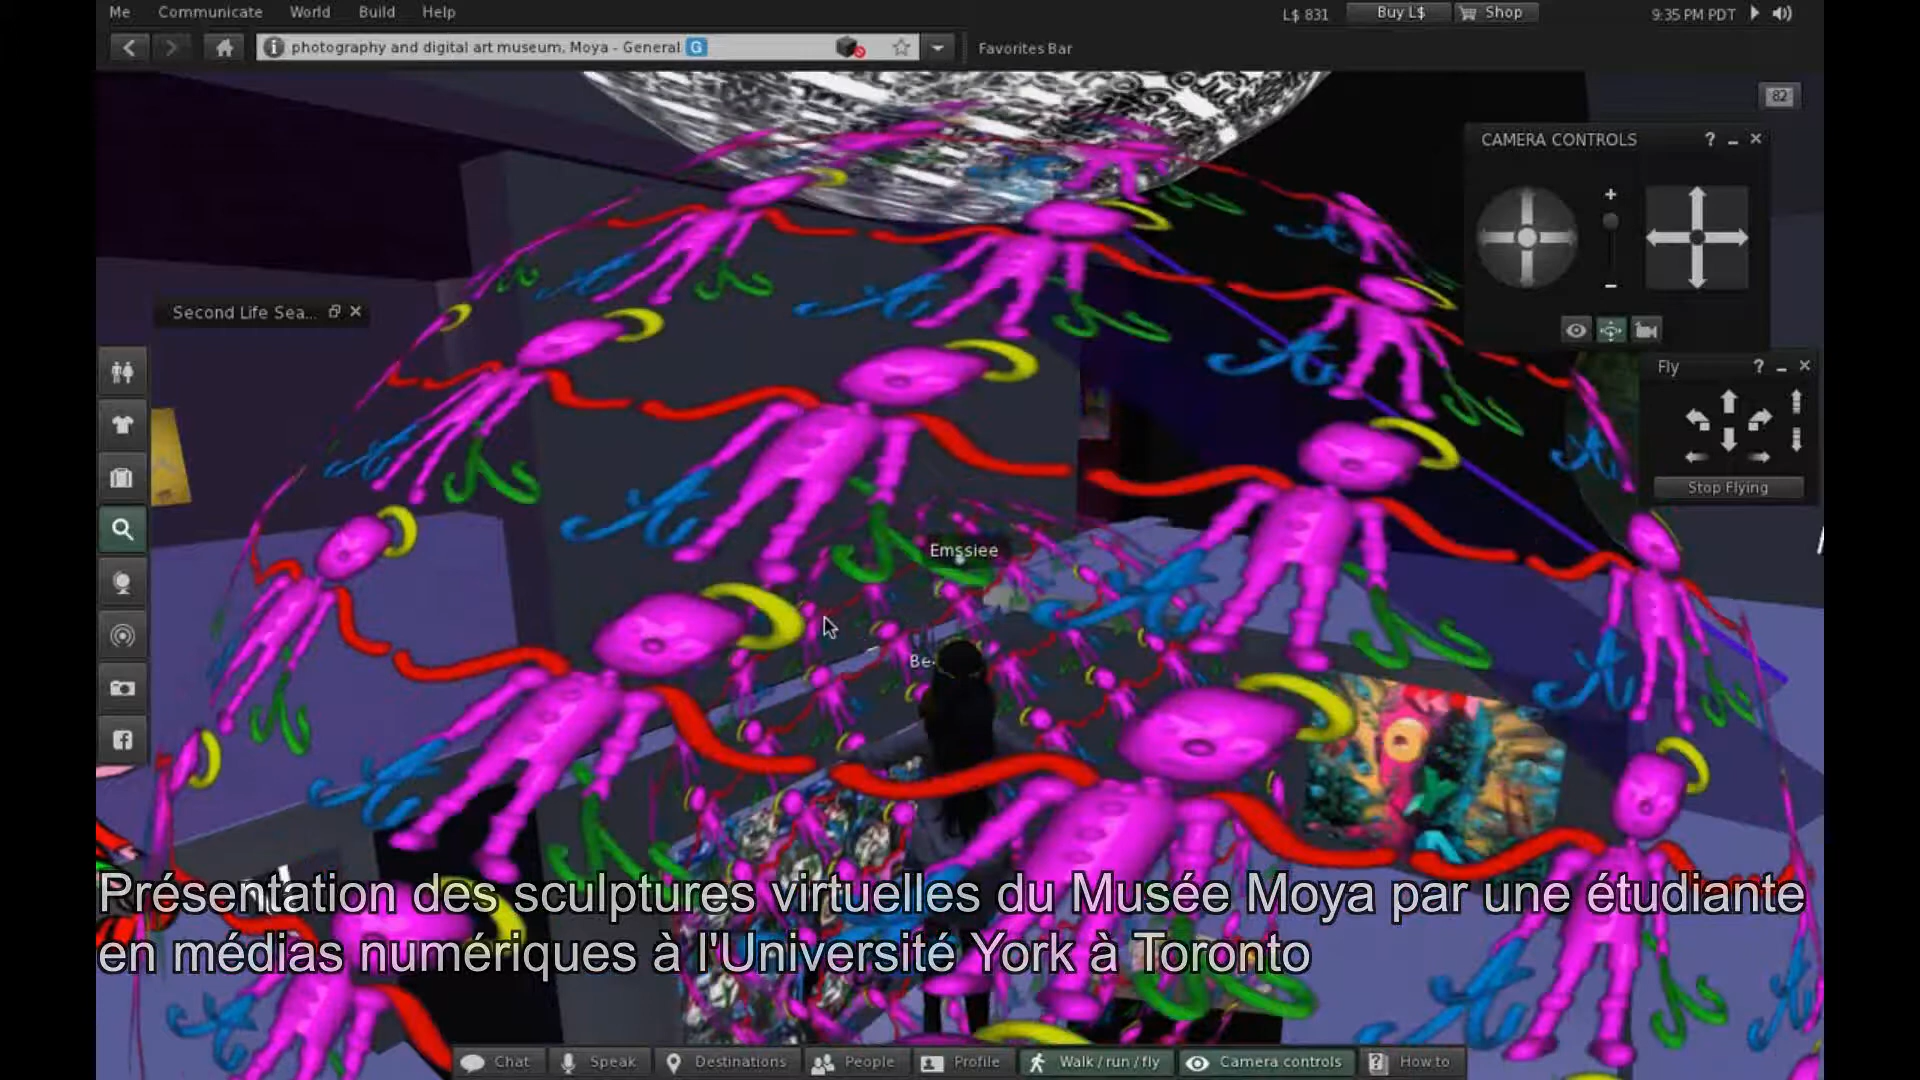 Me Communicate World Build Help L$ 831 Buy L$ Shop 9:35 PM PDT
photography and digital art museum, Moya - General G Favorites Bar
82
CAMERA CONTROLS ?
+
-
Second Life Sea...
Fly ?
Stop Flying
Emssiee
Be
Présentation des sculptures virtuelles du Musée Moya par une étudiante
en médias numériques à l'Université York à Toronto
Chat Speak Destinations People Profile Walk / run / fly Camera controls How to